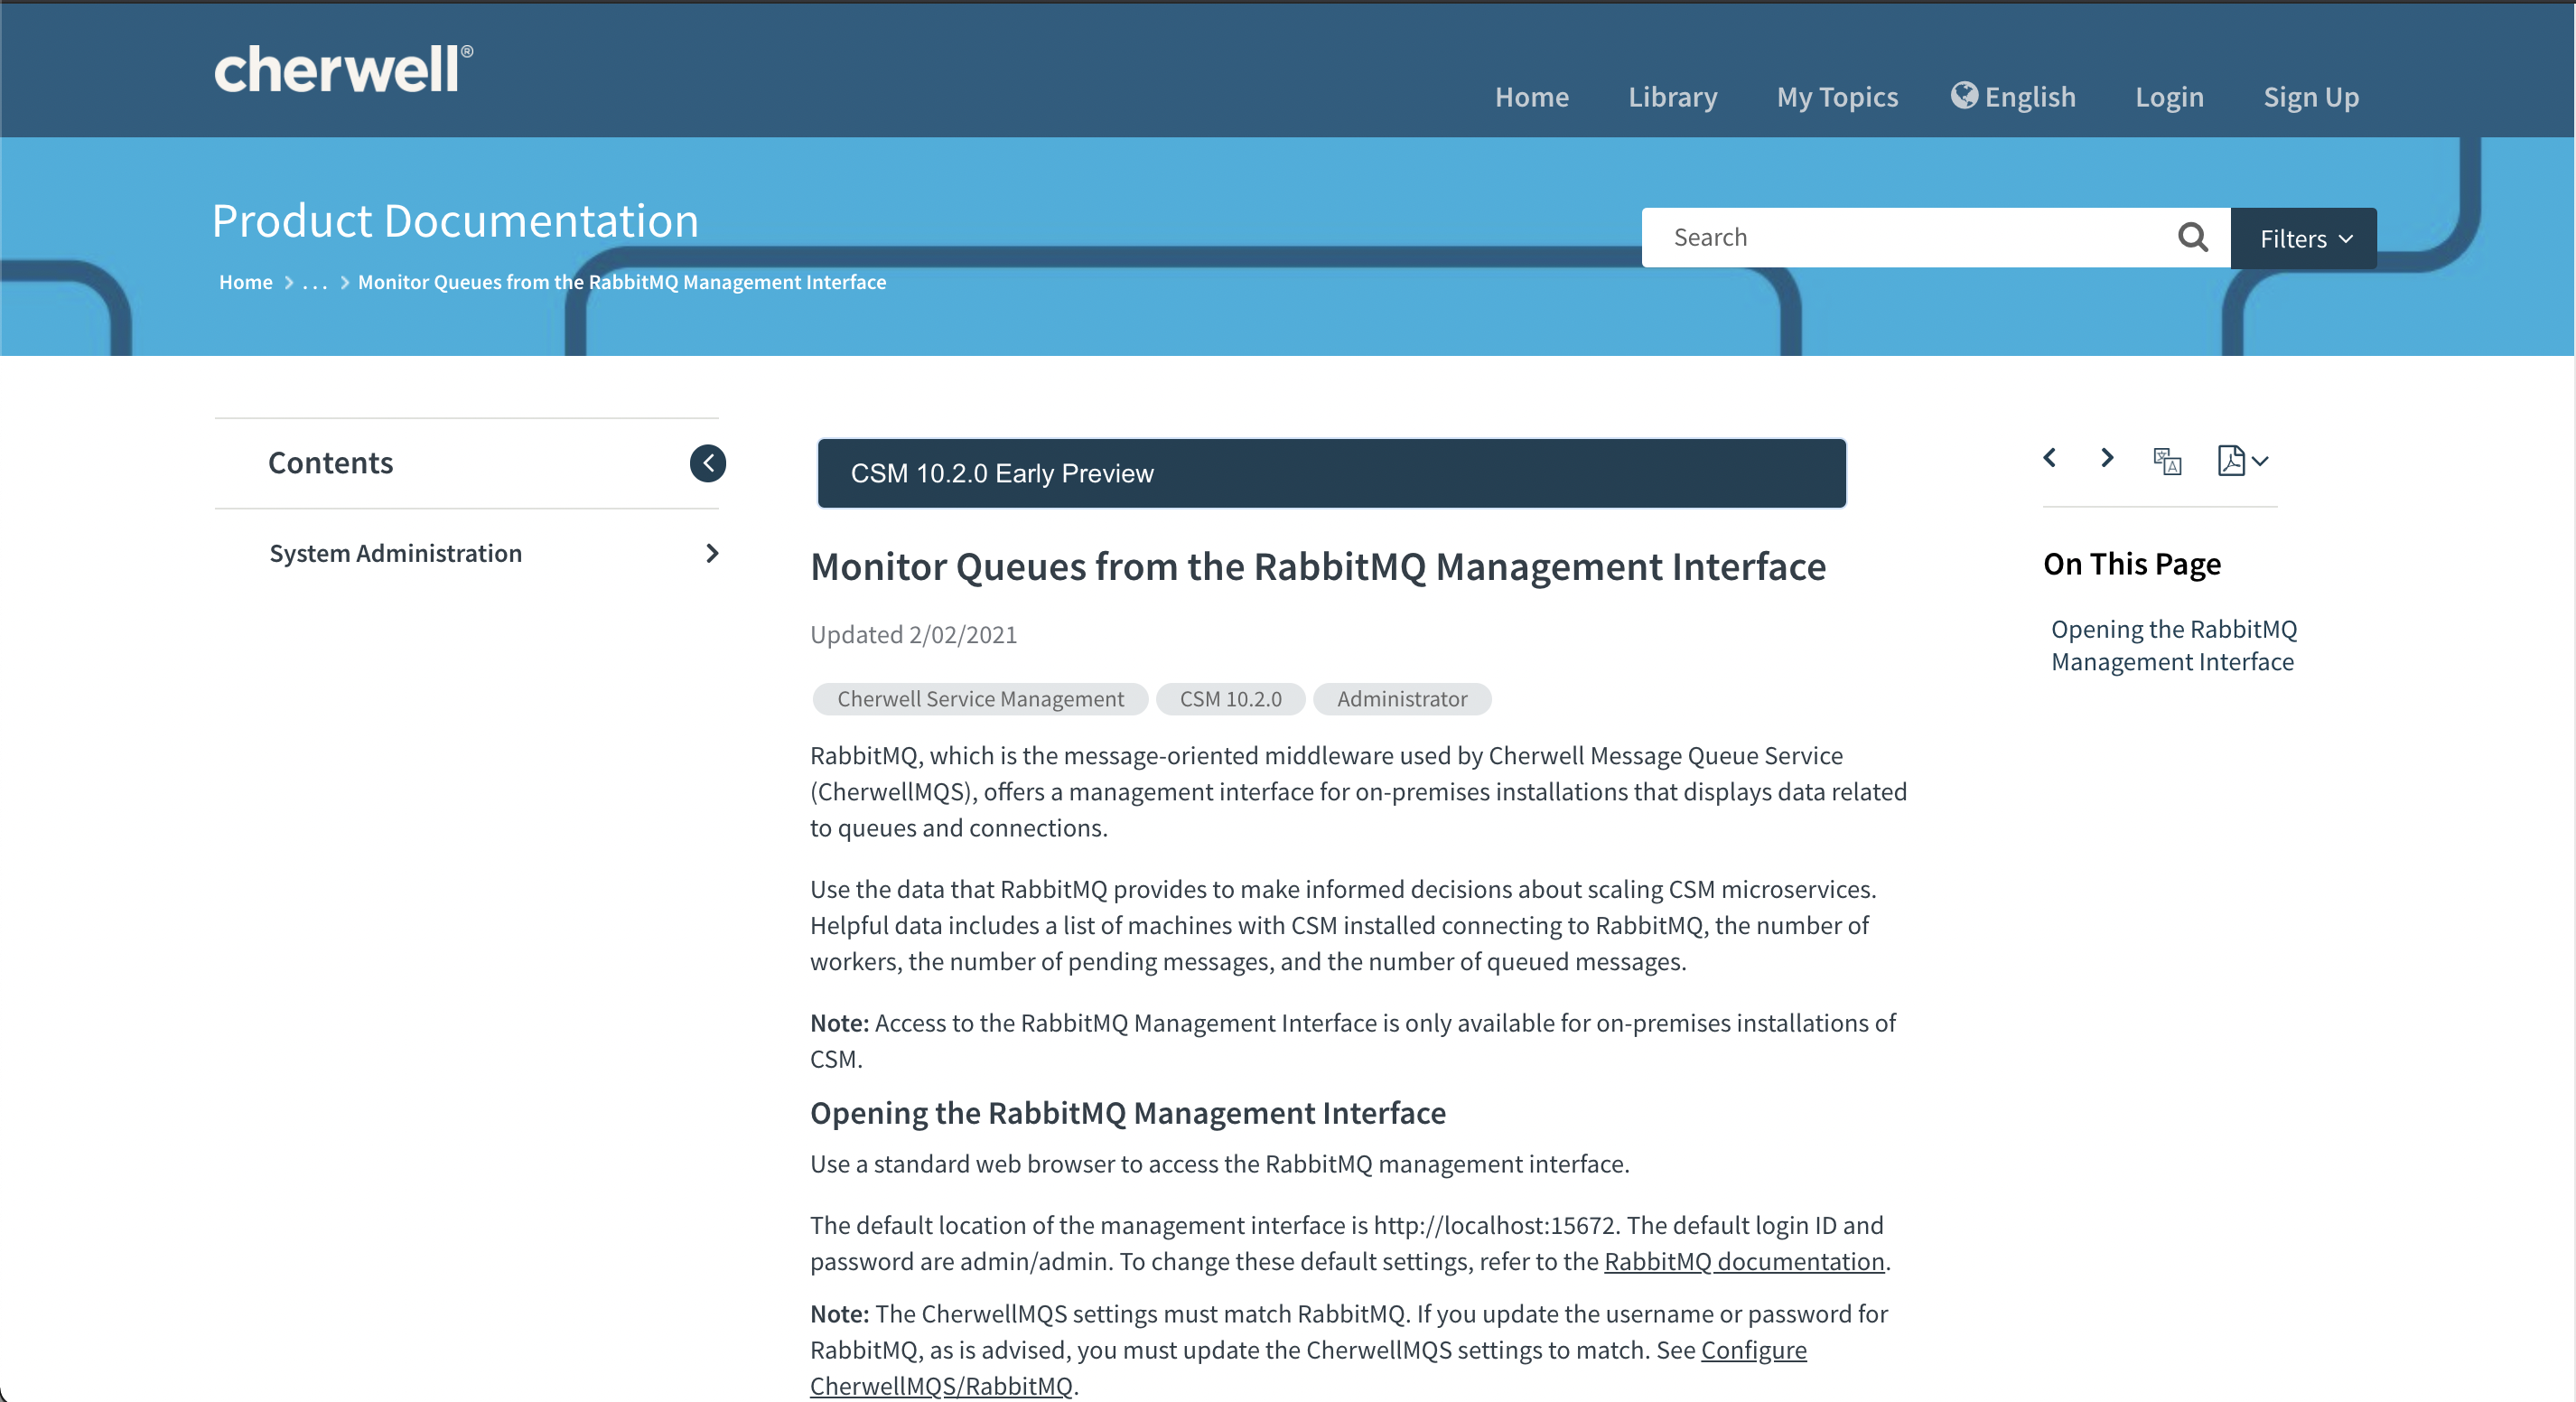 cherwell®
Home Library My Topics English Login Sign Up
Product Documentation
Search
Filters
Home > ... > Monitor Queues from the RabbitMQ Management Interface
Contents
System Administration
CSM 10.2.0 Early Preview
Monitor Queues from the RabbitMQ Management Interface
Updated 2/02/2021
Cherwell Service Management CSM 10.2.0 Administrator
RabbitMQ, which is the message-oriented middleware used by Cherwell Message Queue Service
(CherwellMQS), offers a management interface for on-premises installations that displays data related
to queues and connections.
Use the data that RabbitMQ provides to make informed decisions about scaling CSM microservices.
Helpful data includes a list of machines with CSM installed connecting to RabbitMQ, the number of
workers, the number of pending messages, and the number of queued messages.
Note: Access to the RabbitMQ Management Interface is only available for on-premises installations of
CSM.
Opening the RabbitMQ Management Interface
Use a standard web browser to access the RabbitMQ management interface.
The default location of the management interface is http://localhost:15672. The default login ID and
password are admin/admin. To change these default settings, refer to the RabbitMQ documentation.
Note: The CherwellMQS settings must match RabbitMQ. If you update the username or password for
RabbitMQ, as is advised, you must update the CherwellMQS settings to match. See Configure
CherwellMQS/RabbitMQ.
On This Page
Opening the RabbitMQ
Management Interface